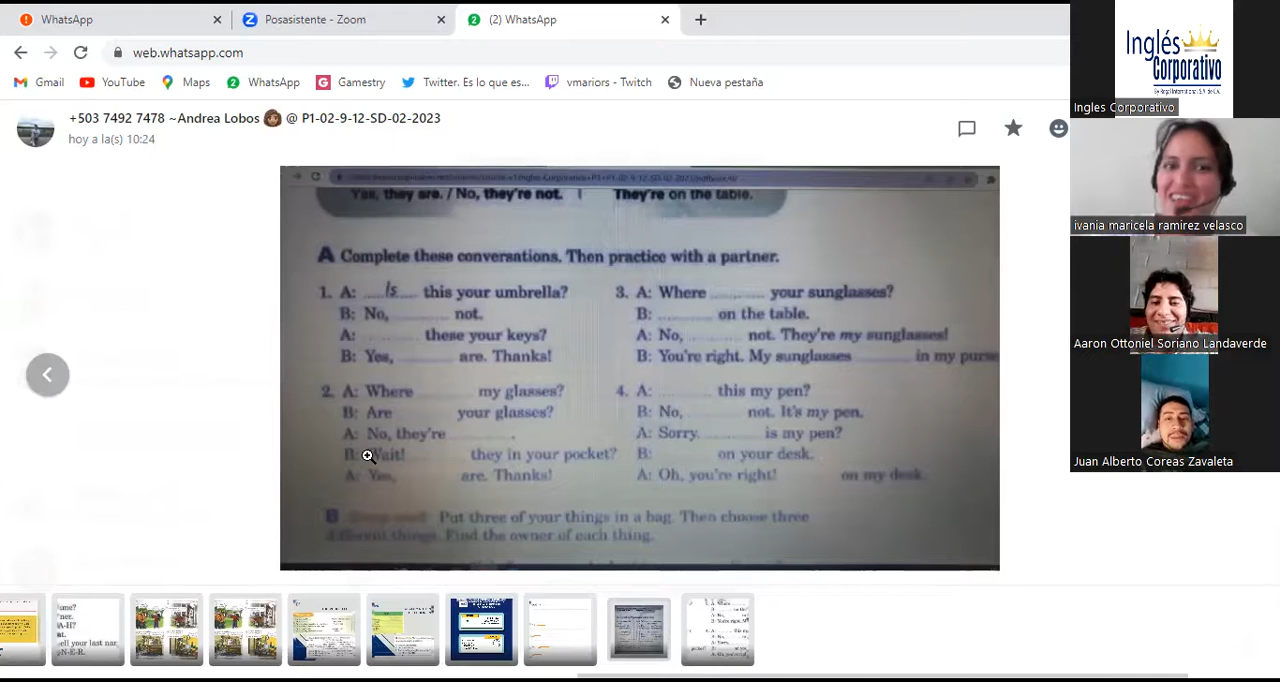 WhatsApp
Posasistente - Zoom
(2) WhatsApp
web.whatsapp.com
Gmail
YouTube
Maps
WhatsApp
Gamestry
Twitter. Es lo que es...
vmariors - Twitch
Nueva pestaña
+503 7492 7478 ~Andrea Lobos @ P1-02-9-12-SD-02-2023
hoy a la(s) 10:24
Yes, they are. / No, they're not. They're on the table.
A Complete these conversations. Then practice with a partner.
1. A: Is this your umbrella?
B: No, not.
A: these your keys?
B: Yes, are. Thanks!
2. A: Where my glasses?
B: Are your glasses?
A: No, they're .
B: Wait! they in your pocket?
A: Yes, are. Thanks!
3. A: Where your sunglasses?
B: on the table.
A: No, not. They're my sunglasses!
B: You're right. My sunglasses in my purse
4. A: this my pen?
B: No, not. It's my pen.
A: Sorry. is my pen?
B: on your desk.
A: Oh, you're right! on my desk.
B Put three of your things in a bag. Then choose three
different things. Find the owner of each thing.
Inglés
Corporativo
Ingles Corporativo
ivania maricela ramirez velasco
Aaron Ottoniel Soriano Landaverde
Juan Alberto Coreas Zavaleta